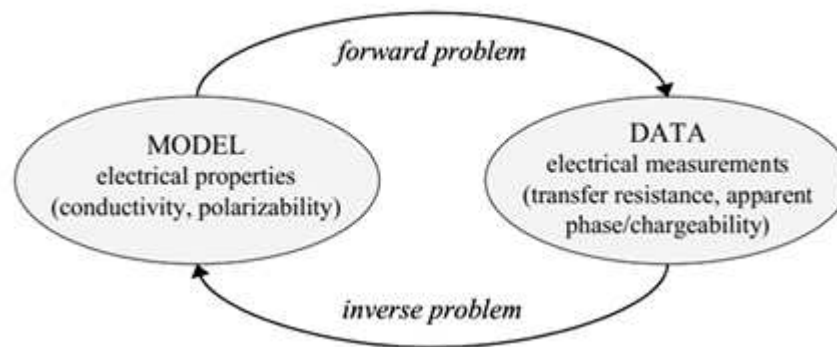 forward problem
MODEL
electrical properties
(conductivity, polarizability)
DATA
electrical measurements
(transfer resistance, apparent
phase/chargeability)
inverse problem